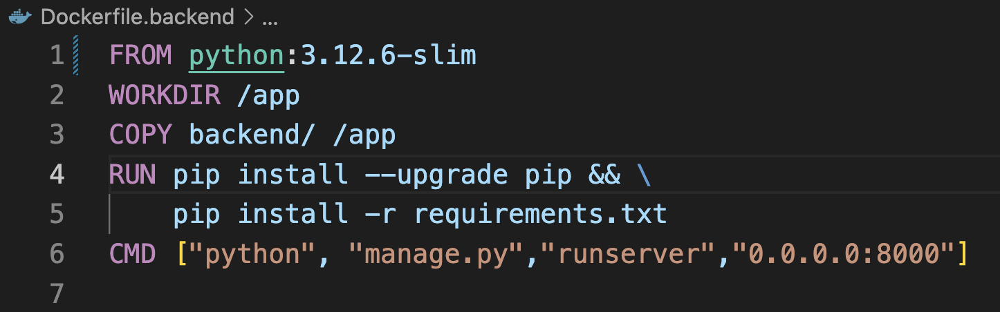 Dockerfile.backend > ...
1 FROM python:3.12.6-slim
2 WORKDIR /app
3 COPY backend/ /app
4 RUN pip install --upgrade pip && \
5     pip install -r requirements.txt
6 CMD ["python", "manage.py","runserver","0.0.0.0:8000"]
7